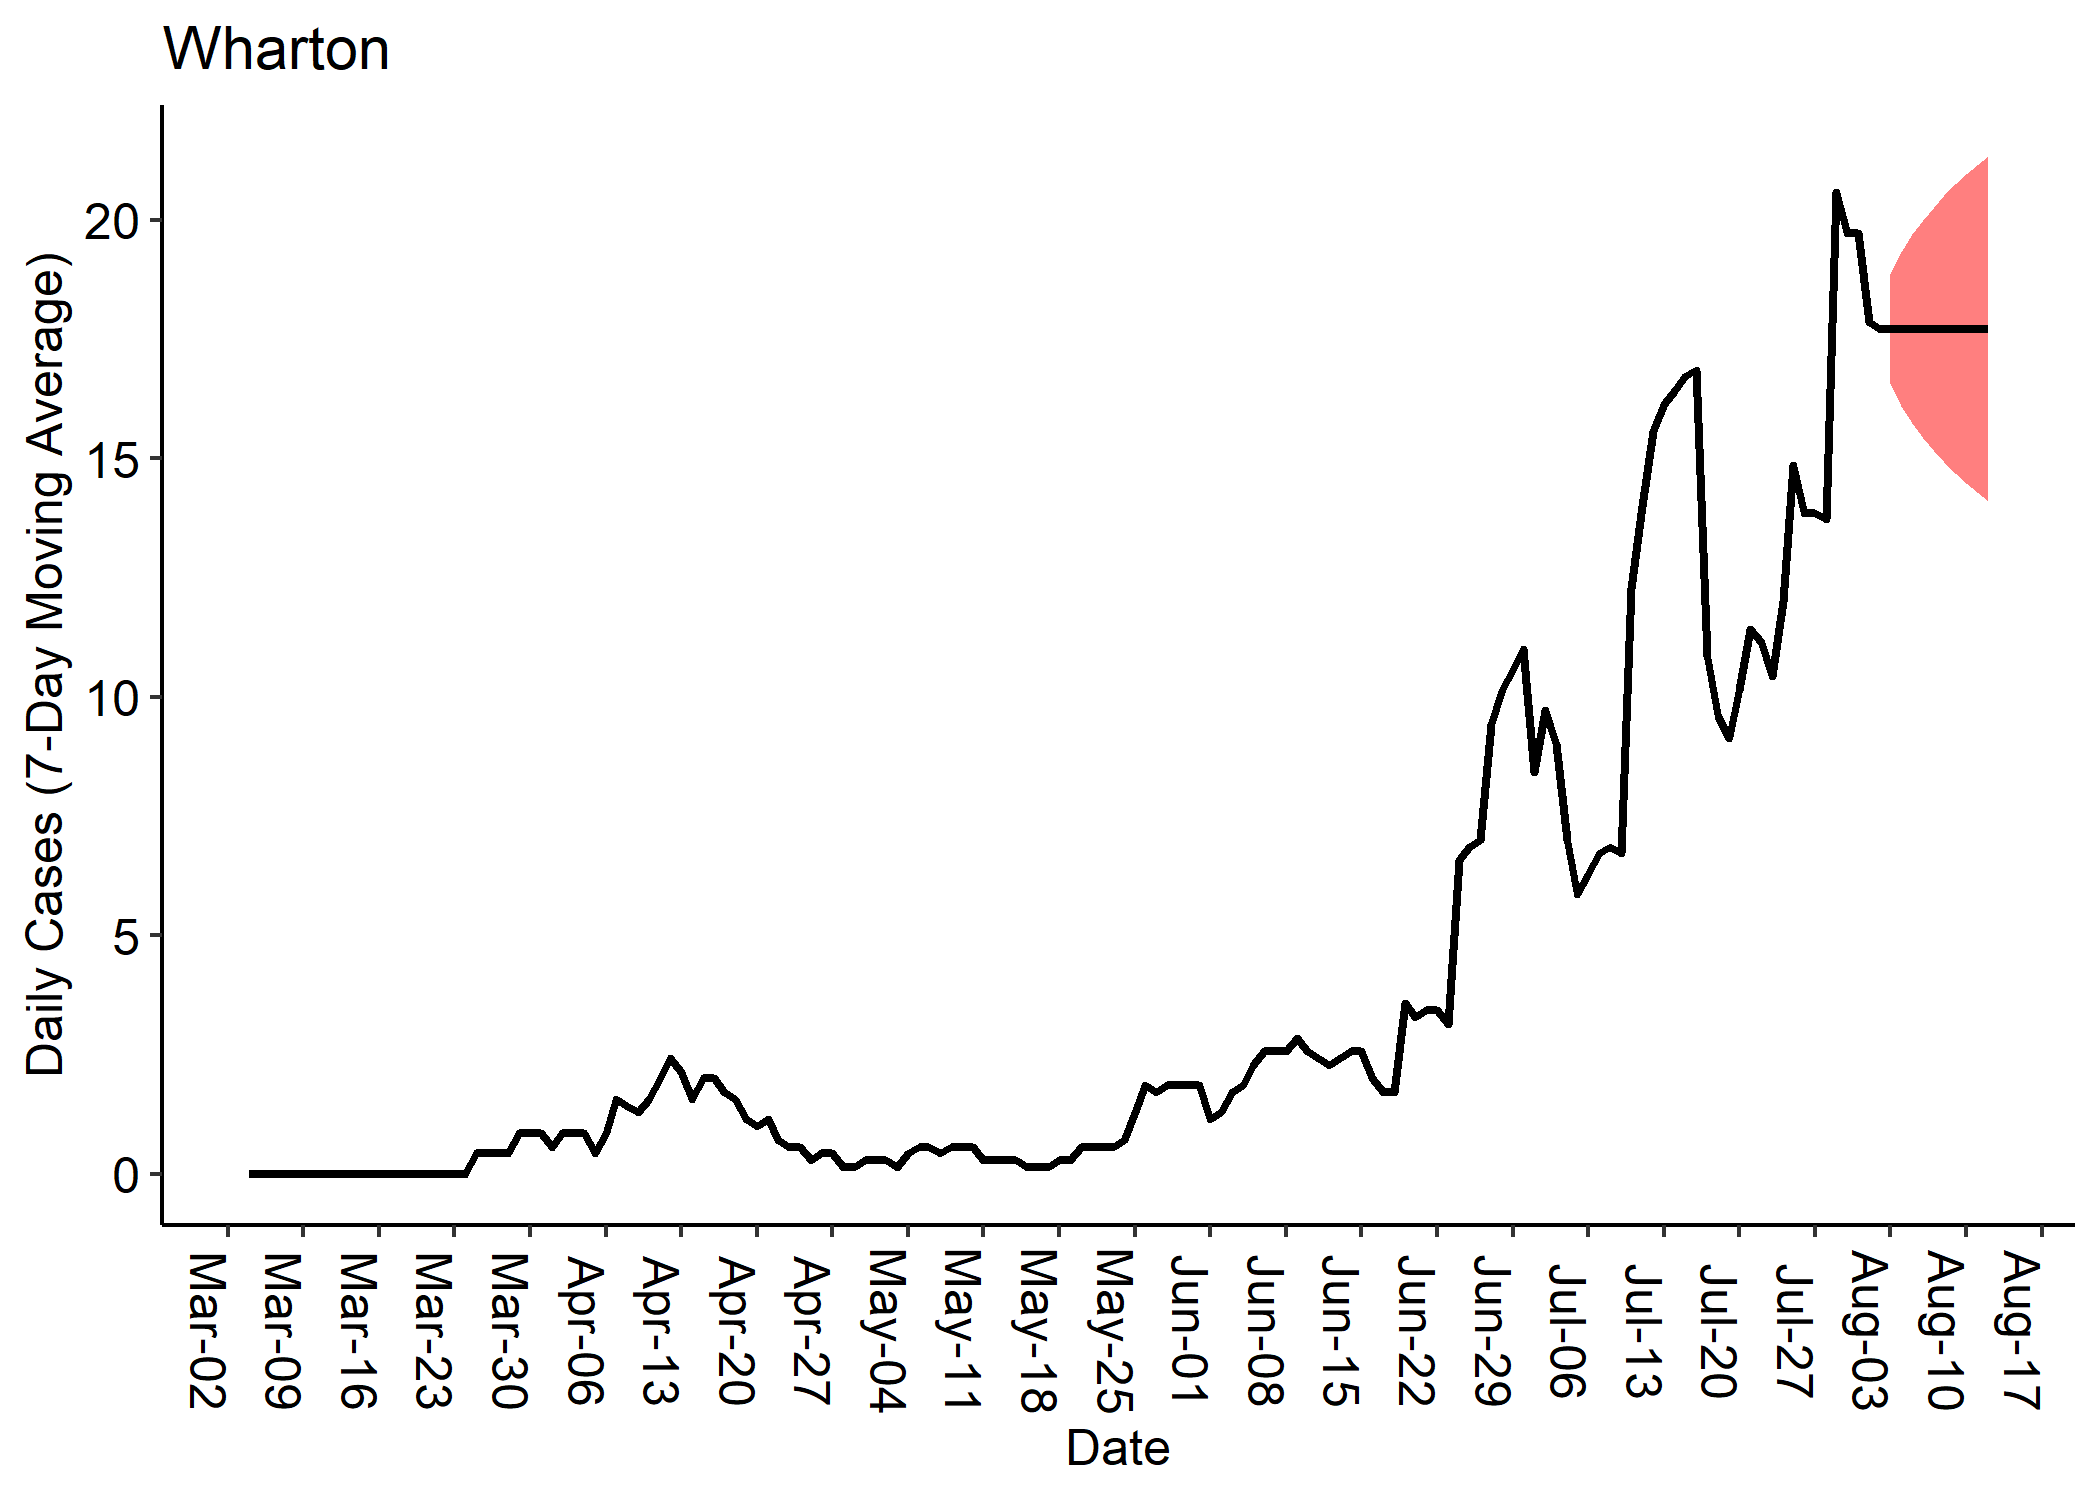 Wharton
Daily Cases (7-Day Moving Average)
20
15
10
5
0
Mar-02
Mar-09
Mar-16
Mar-23
Mar-30
Apr-06
Apr-13
Apr-20
Apr-27
May-04
May-11
May-18
May-25
Jun-01
Jun-08
Jun-15
Jun-22
Jun-29
Jul-06
Jul-13
Jul-20
Jul-27
Aug-03
Aug-10
Aug-17
Date